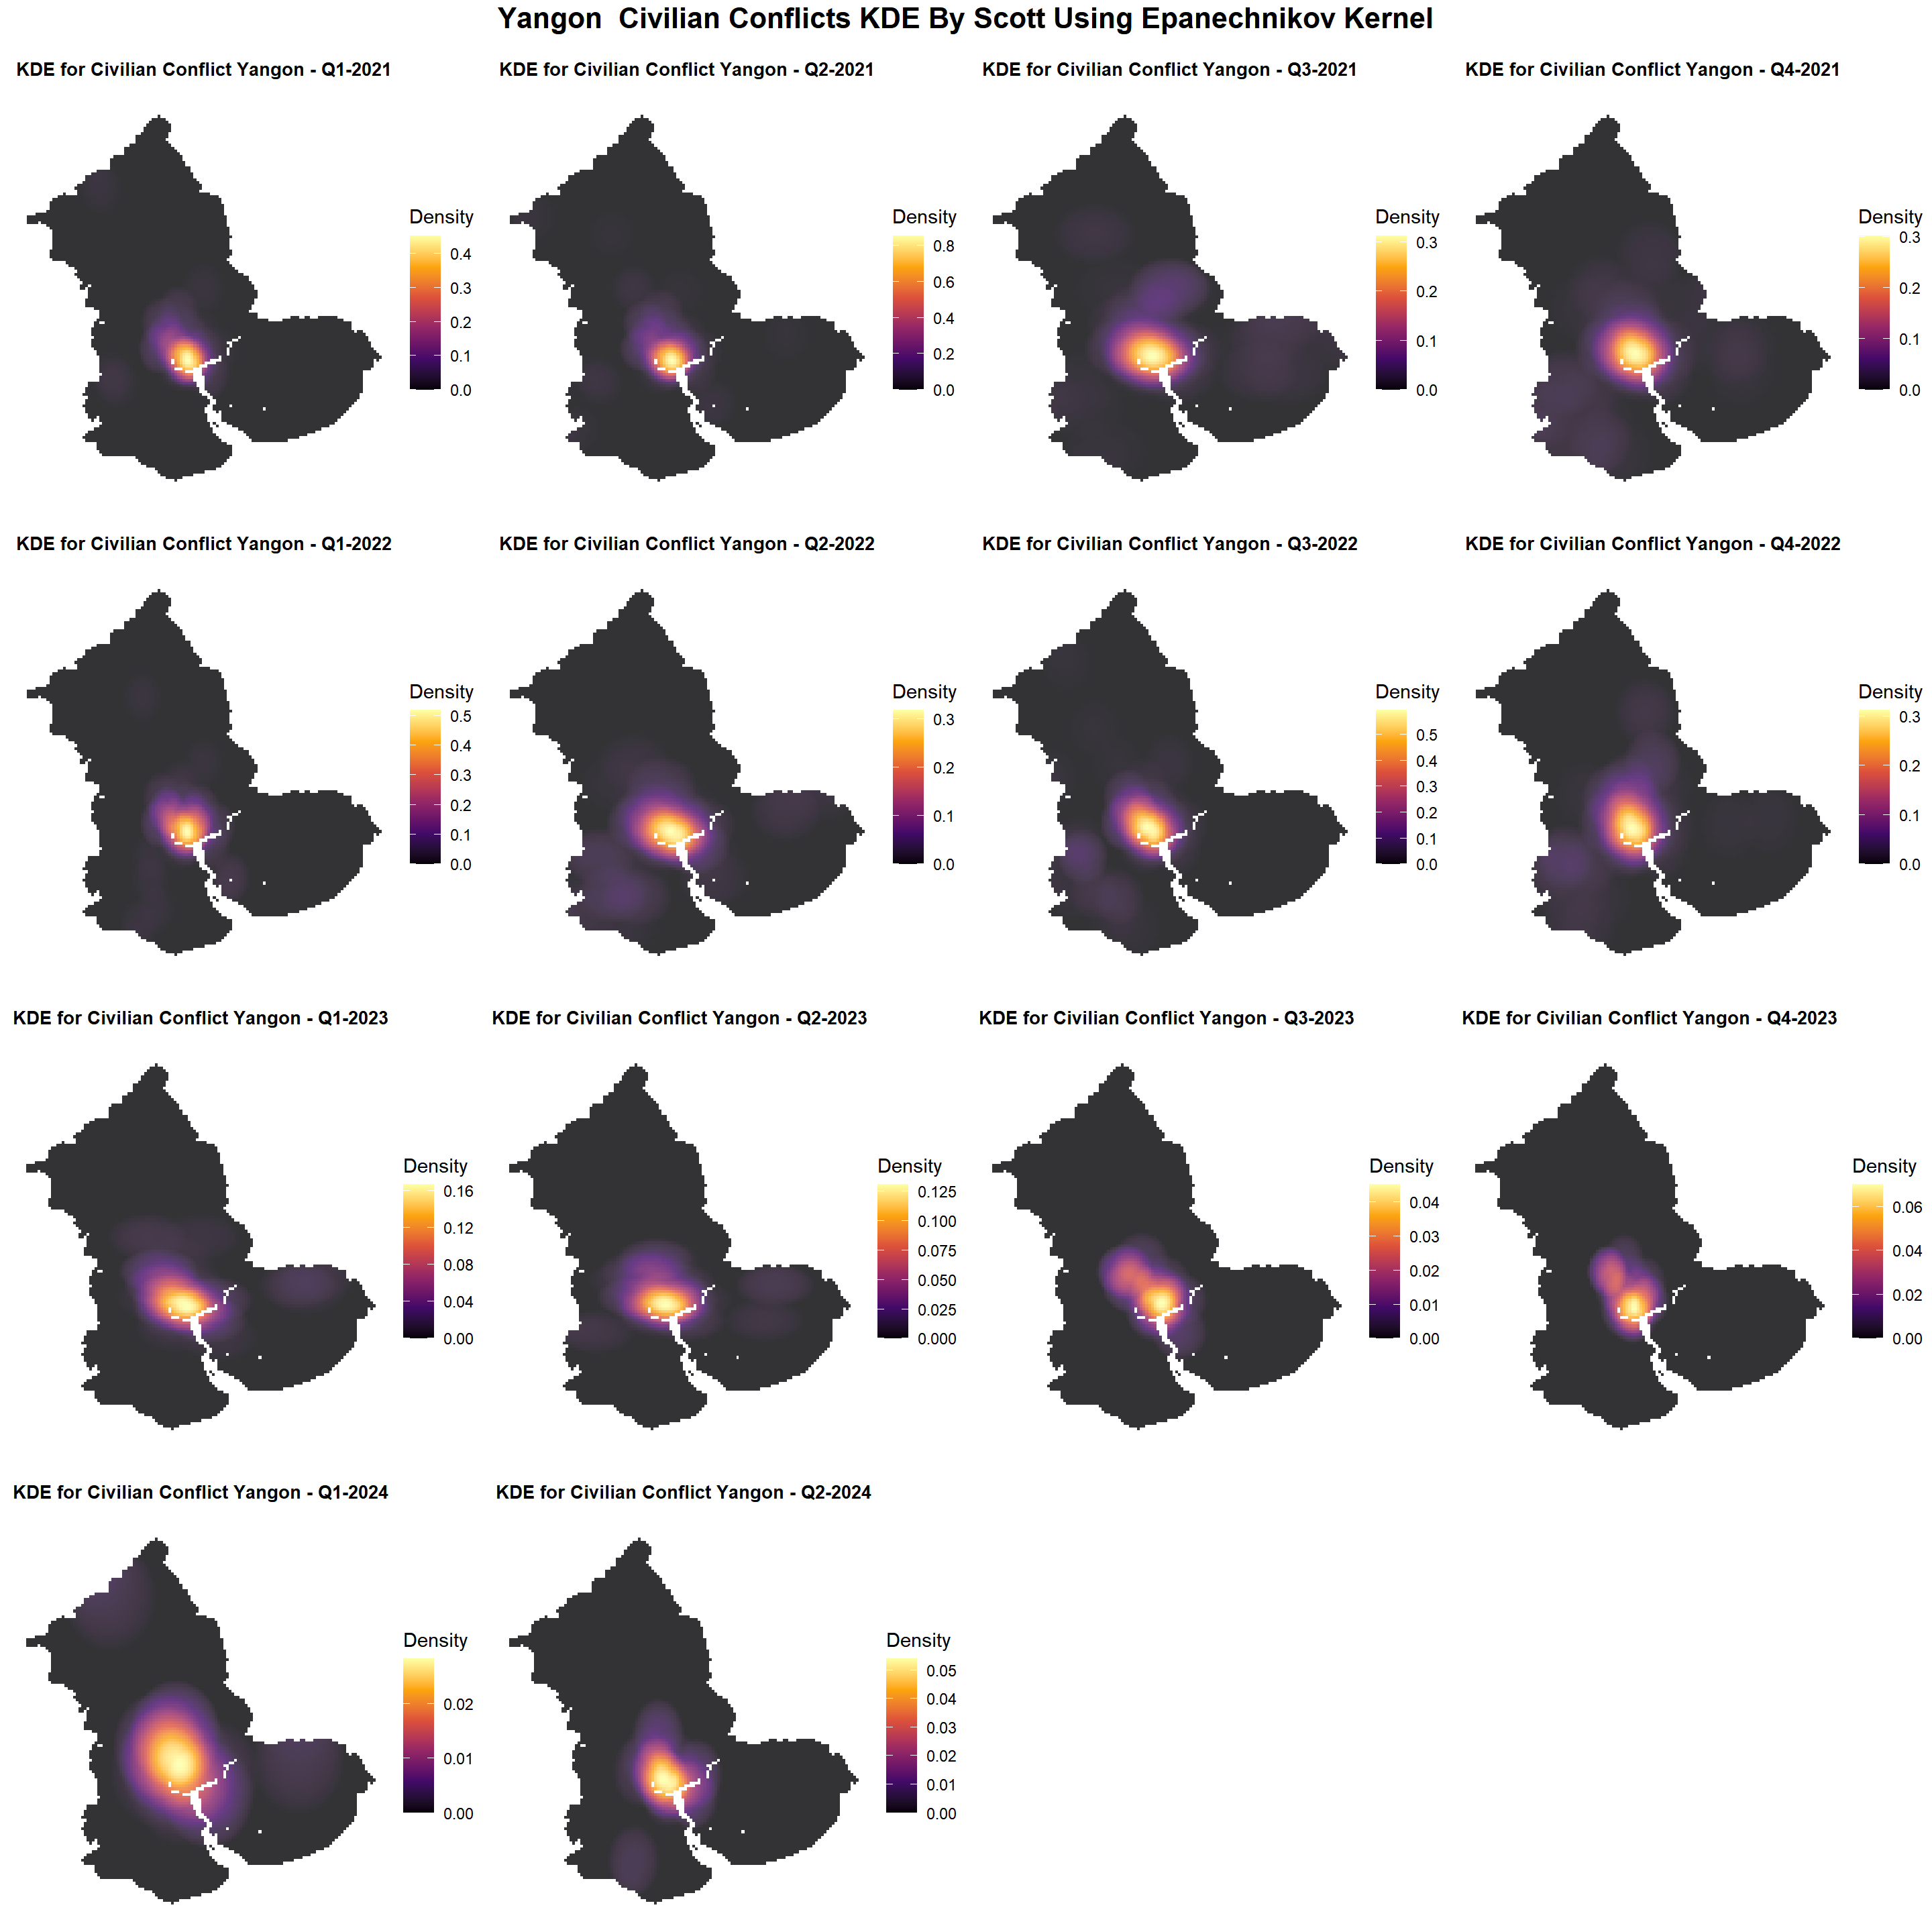 Yangon  Civilian Conflicts KDE By Scott Using Epanechnikov Kernel
KDE for Civilian Conflict Yangon - Q1-2021
Density
0.4
0.3
0.2
0.1
0.0
KDE for Civilian Conflict Yangon - Q2-2021
Density
0.8
0.6
0.4
0.2
0.0
KDE for Civilian Conflict Yangon - Q3-2021
Density
0.3
0.2
0.1
0.0
KDE for Civilian Conflict Yangon - Q4-2021
Density
0.3
0.2
0.1
0.0
KDE for Civilian Conflict Yangon - Q1-2022
Density
0.5
0.4
0.3
0.2
0.1
0.0
KDE for Civilian Conflict Yangon - Q2-2022
Density
0.3
0.2
0.1
0.0
KDE for Civilian Conflict Yangon - Q3-2022
Density
0.5
0.4
0.3
0.2
0.1
0.0
KDE for Civilian Conflict Yangon - Q4-2022
Density
0.3
0.2
0.1
0.0
KDE for Civilian Conflict Yangon - Q1-2023
Density
0.16
0.12
0.08
0.04
0.00
KDE for Civilian Conflict Yangon - Q2-2023
Density
0.125
0.100
0.075
0.050
0.025
0.000
KDE for Civilian Conflict Yangon - Q3-2023
Density
0.04
0.03
0.02
0.01
0.00
KDE for Civilian Conflict Yangon - Q4-2023
Density
0.06
0.04
0.02
0.00
KDE for Civilian Conflict Yangon - Q1-2024
Density
0.02
0.01
0.00
KDE for Civilian Conflict Yangon - Q2-2024
Density
0.05
0.04
0.03
0.02
0.01
0.00